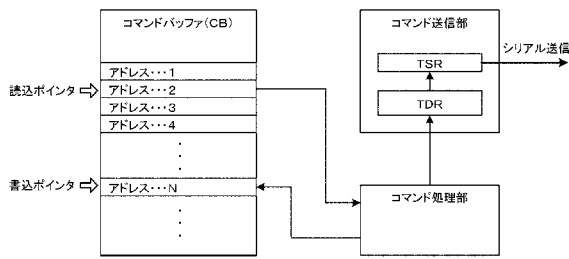 コマンドバッファ(CB)
アドレス・・・1
アドレス・・・2
アドレス・・・3
アドレス・・・4
・
・
・
アドレス・・・N
・
・
・
読込ポインタ
書込ポインタ
コマンド送信部
TSR
TDR
シリアル送信
コマンド処理部